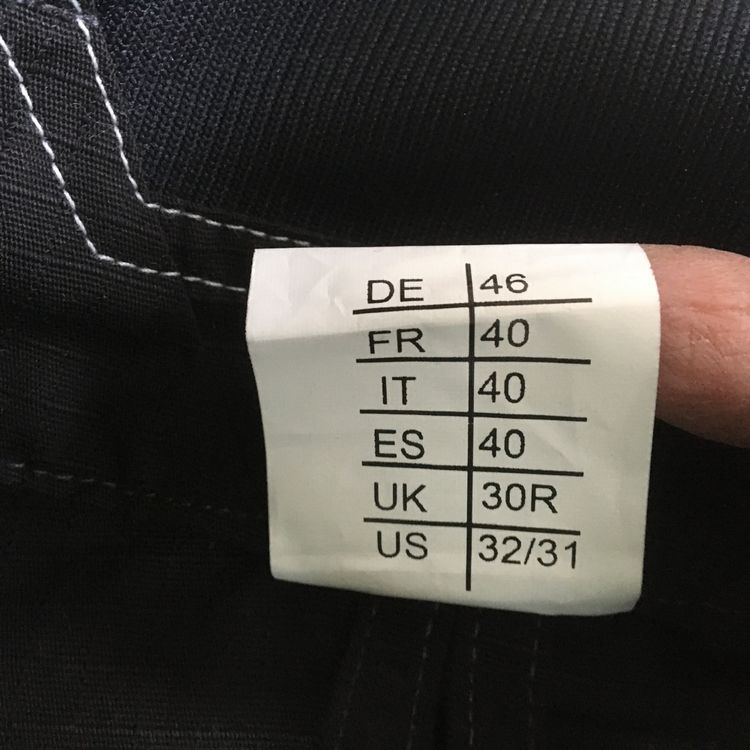 DE 46
FR 40
IT 40
ES 40
UK 30R
US 32/31